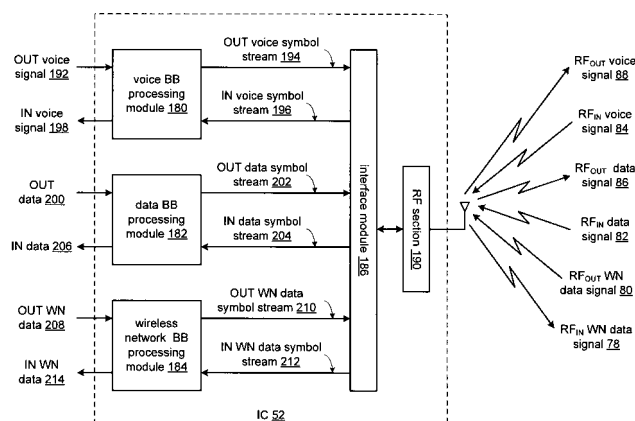 OUT voice
signal 192
IN voice
signal 198
voice BB
processing
module 180
OUT voice symbol
stream 194
IN voice symbol
stream 196
OUT
data 200
IN data 206
data BB
processing
module 182
OUT data symbol
stream 202
IN data symbol
stream 204
OUT WN
data 208
IN WN
data 214
wireless
network BB
processing
module 184
OUT WN data
symbol stream 210
IN WN data symbol
stream 212
interface module 186
RF section 190
IC 52
RFOUT voice
signal 88
RFIN voice
signal 84
RFOUT data
signal 86
RFIN data
signal 82
RFOUT WN
data signal 80
RFIN WN data
signal 78